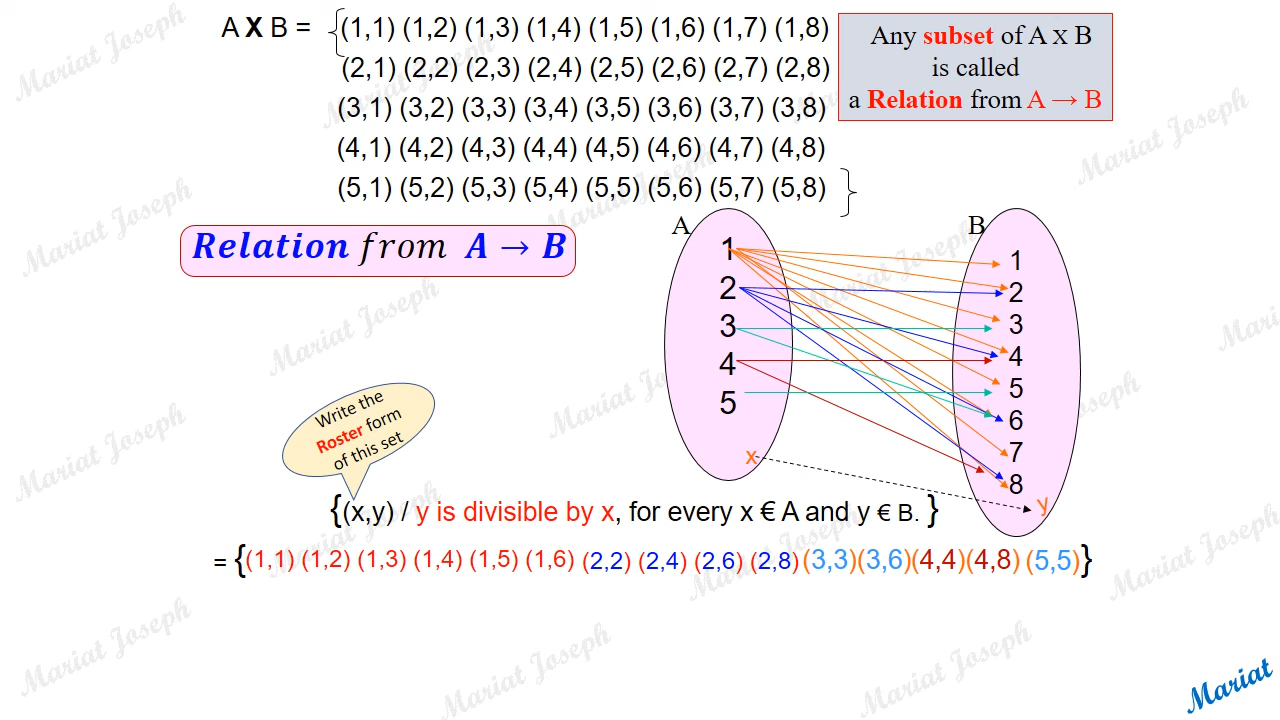 A X B = {(1,1) (1,2) (1,3) (1,4) (1,5) (1,6) (1,7) (1,8)
(2,1) (2,2) (2,3) (2,4) (2,5) (2,6) (2,7) (2,8)
(3,1) (3,2) (3,3) (3,4) (3,5) (3,6) (3,7) (3,8)
(4,1) (4,2) (4,3) (4,4) (4,5) (4,6) (4,7) (4,8)
(5,1) (5,2) (5,3) (5,4) (5,5) (5,6) (5,7) (5,8) }
Any subset of A x B
is called
a Relation from A → B
Relation from A → B
A
1
2
3
4
5
x
B
1
2
3
4
5
6
7
8
y
Write the
Roster form
of this set
{(x,y) / y is divisible by x, for every x € A and y € B. }
= {(1,1) (1,2) (1,3) (1,4) (1,5) (1,6) (2,2) (2,4) (2,6) (2,8) (3,3)(3,6)(4,4)(4,8) (5,5)}
Mariat Joseph
Mariat